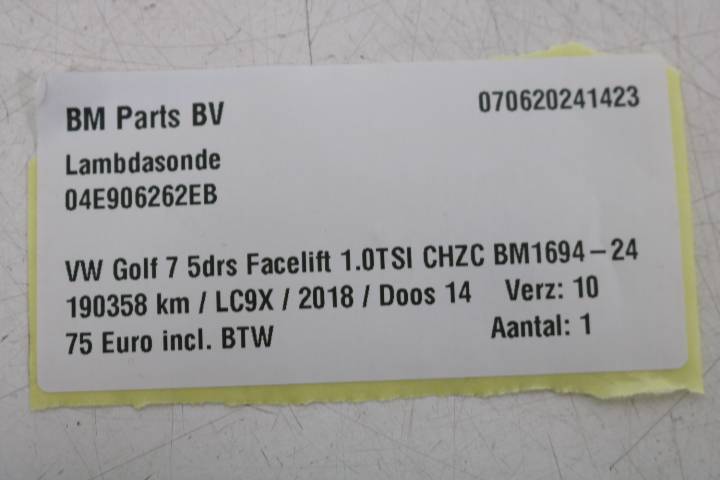 BM Parts BV 070620241423
Lambdasonde
04E906262EB
VW Golf 7 5drs Facelift 1.0TSI CHZC BM1694-24
190358 km / LC9X / 2018 / Doos 14 Verz: 10
75 Euro incl. BTW Aantal: 1